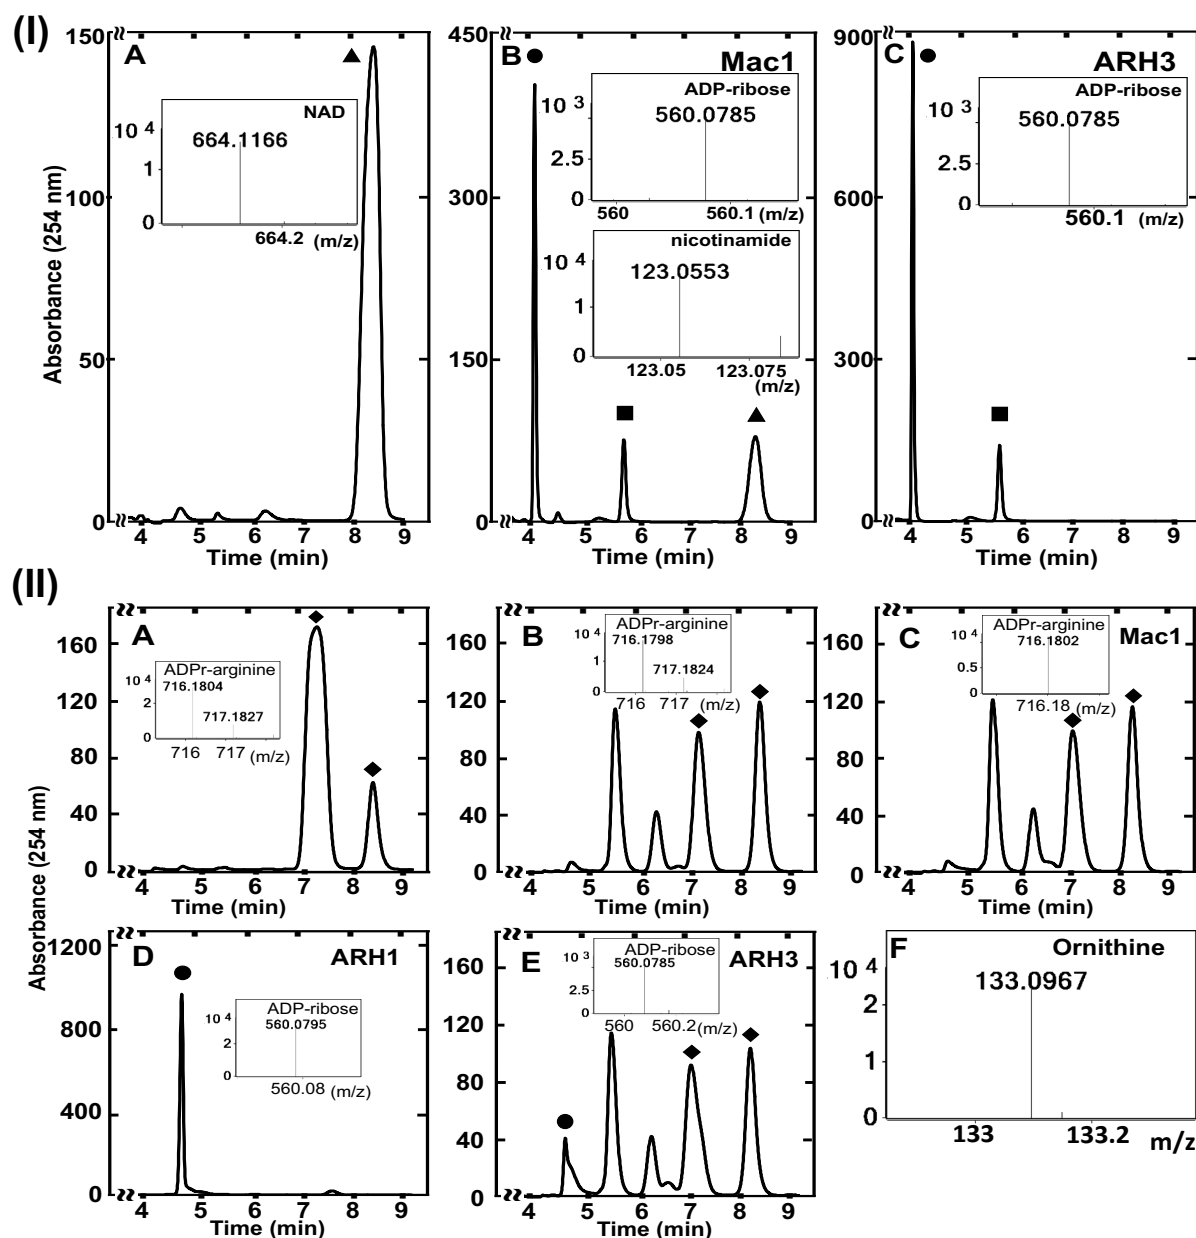 (I)
A
NAD
10 4
664.1166
1
0
664.2 (m/z)
150
100
50
0
4 5 6 7 8 9
Time (min)
Absorbance (254 nm)
B
Mac1
ADP-ribose
10 3
560.0785
2.5
0
560 560.1 (m/z)
nicotinamide
10 4
123.0553
1
0
123.05 123.075
(m/z)
450
300
150
0
4 5 6 7 8 9
Time (min)
C
ARH3
ADP-ribose
10 3
560.0785
2.5
0
560.1 (m/z)
900
600
300
0
4 5 6 7 8 9
Time (min)
(II)
A
ADPr-arginine
10 4
716.1804
2
717.1827
0
716 717 (m/z)
160
120
80
40
0
4 5 6 7 8 9
Time (min)
Absorbance (254 nm)
B
ADPr-arginine
10 4
716.1798
1
717.1824
0
716 717 (m/z)
160
120
80
40
0
4 5 6 7 8 9
Time (min)
C
Mac1
ADPr-arginine
10 4
716.1802
0.5
0
716.18 (m/z)
160
120
80
40
0
4 5 6 7 8 9
Time (min)
D
ARH1
ADP-ribose
10 4
560.0795
2
0
560.08 (m/z)
1200
800
400
0
4 5 6 7 8 9
Time (min)
E
ARH3
ADP-ribose
10 3
560.0785
2.5
0
560 560.2 (m/z)
160
120
80
40
0
4 5 6 7 8 9
Time (min)
F
Ornithine
10 4
133.0967
2
1
0
133 133.2 m/z